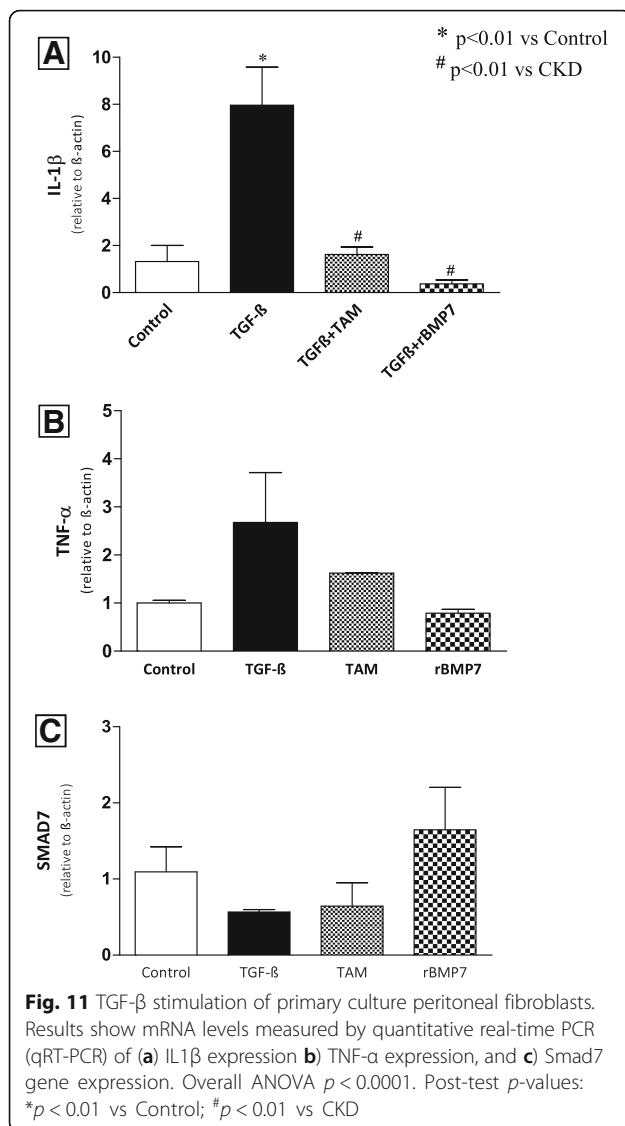 * p<0.01 vs Control
# p<0.01 vs CKD
A
IL-1β
(relative to ß-actin)
10
8
6
4
2
0
*
#
#
Control
TGF-ß
TGFß+TAM
TGFß+rBMP7
B
TNF-α
(relative to ß-actin)
5
4
3
2
1
0
Control TGF-ß TAM rBMP7
C
SMAD7
(relative to ß-actin)
3
2
1
0
Control TGF-ß TAM rBMP7
Fig. 11 TGF-β stimulation of primary culture peritoneal fibroblasts.
Results show mRNA levels measured by quantitative real-time PCR
(qRT-PCR) of (a) IL1β expression b) TNF-α expression, and c) Smad7
gene expression. Overall ANOVA p < 0.0001. Post-test p-values:
*p < 0.01 vs Control; #p < 0.01 vs CKD